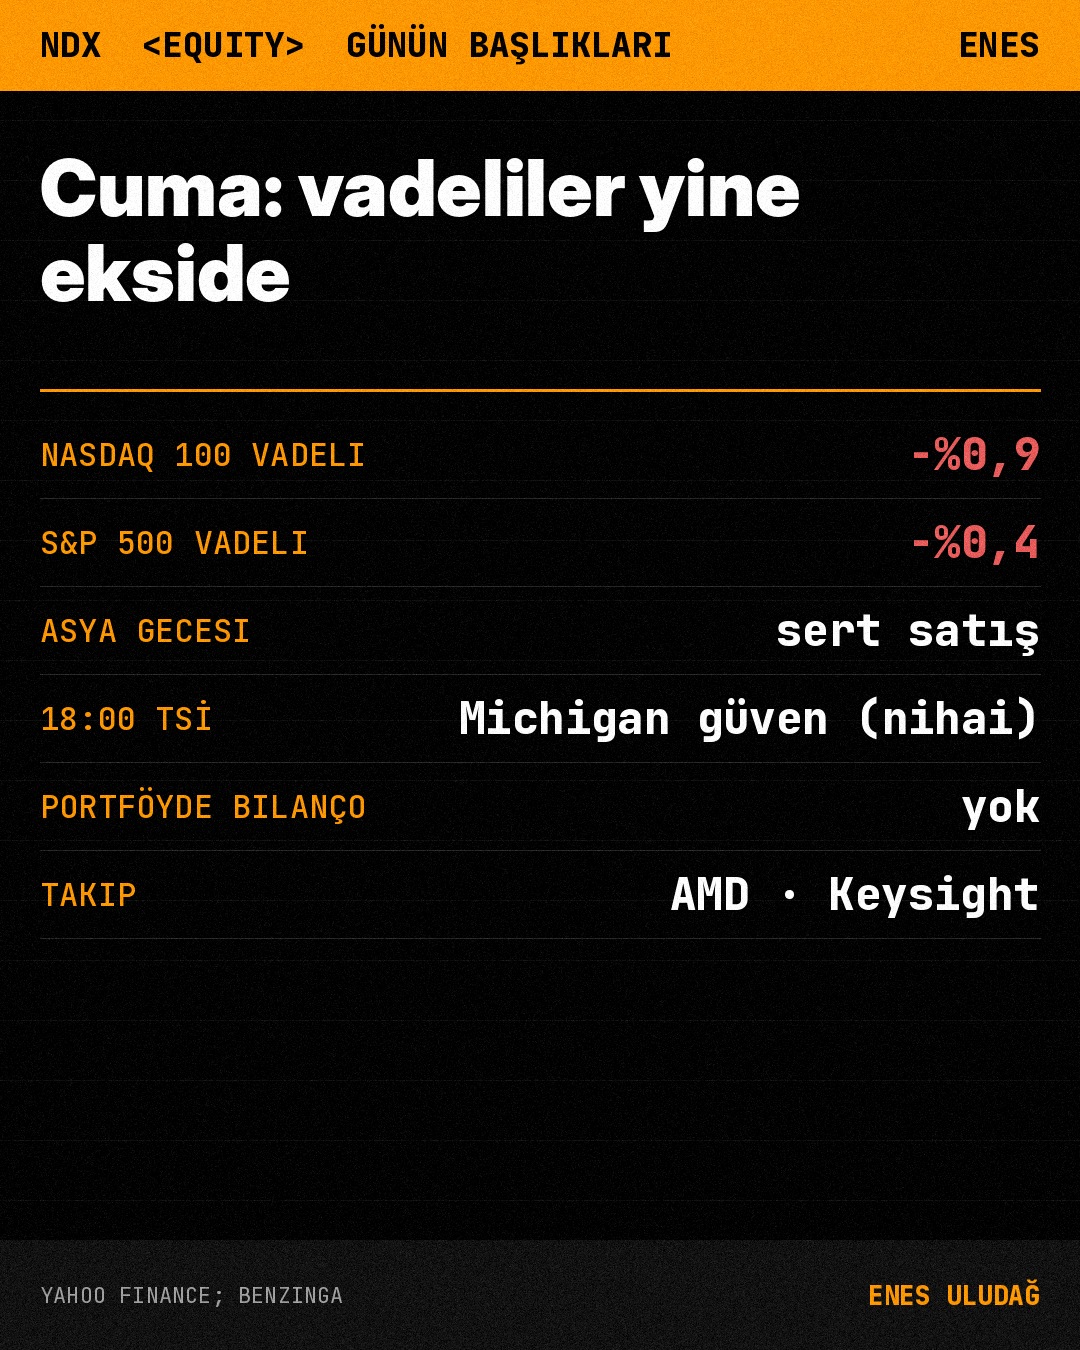 NDX <EQUITY> GÜNÜN BAŞLIKLARI ENES
Cuma: vadeliler yine
ekside
NASDAQ 100 VADELI -%0,9
S&P 500 VADELI -%0,4
ASYA GECESI sert satış
18:00 TSİ Michigan güven (nihai)
PORTFÖYDE BILANÇO yok
TAKIP AMD · Keysight
YAHOO FINANCE; BENZINGA ENES ULUDAĞ